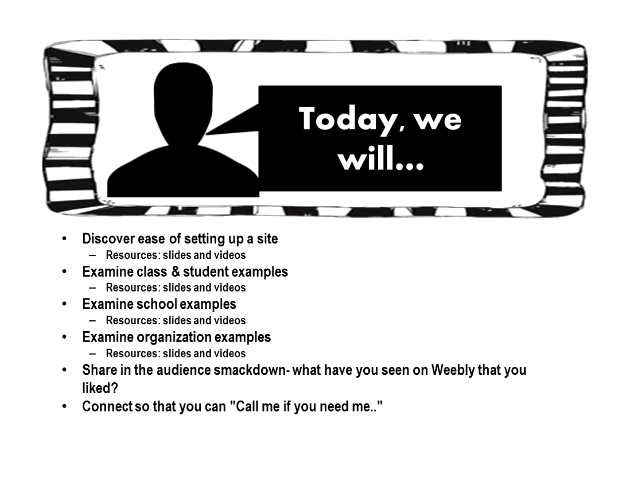 Today, we
will...
• Discover ease of setting up a site
– Resources: slides and videos
• Examine class & student examples
– Resources: slides and videos
• Examine school examples
– Resources: slides and videos
• Examine organization examples
– Resources: slides and videos
• Share in the audience smackdown- what have you seen on Weebly that you
liked?
• Connect so that you can "Call me if you need me.."